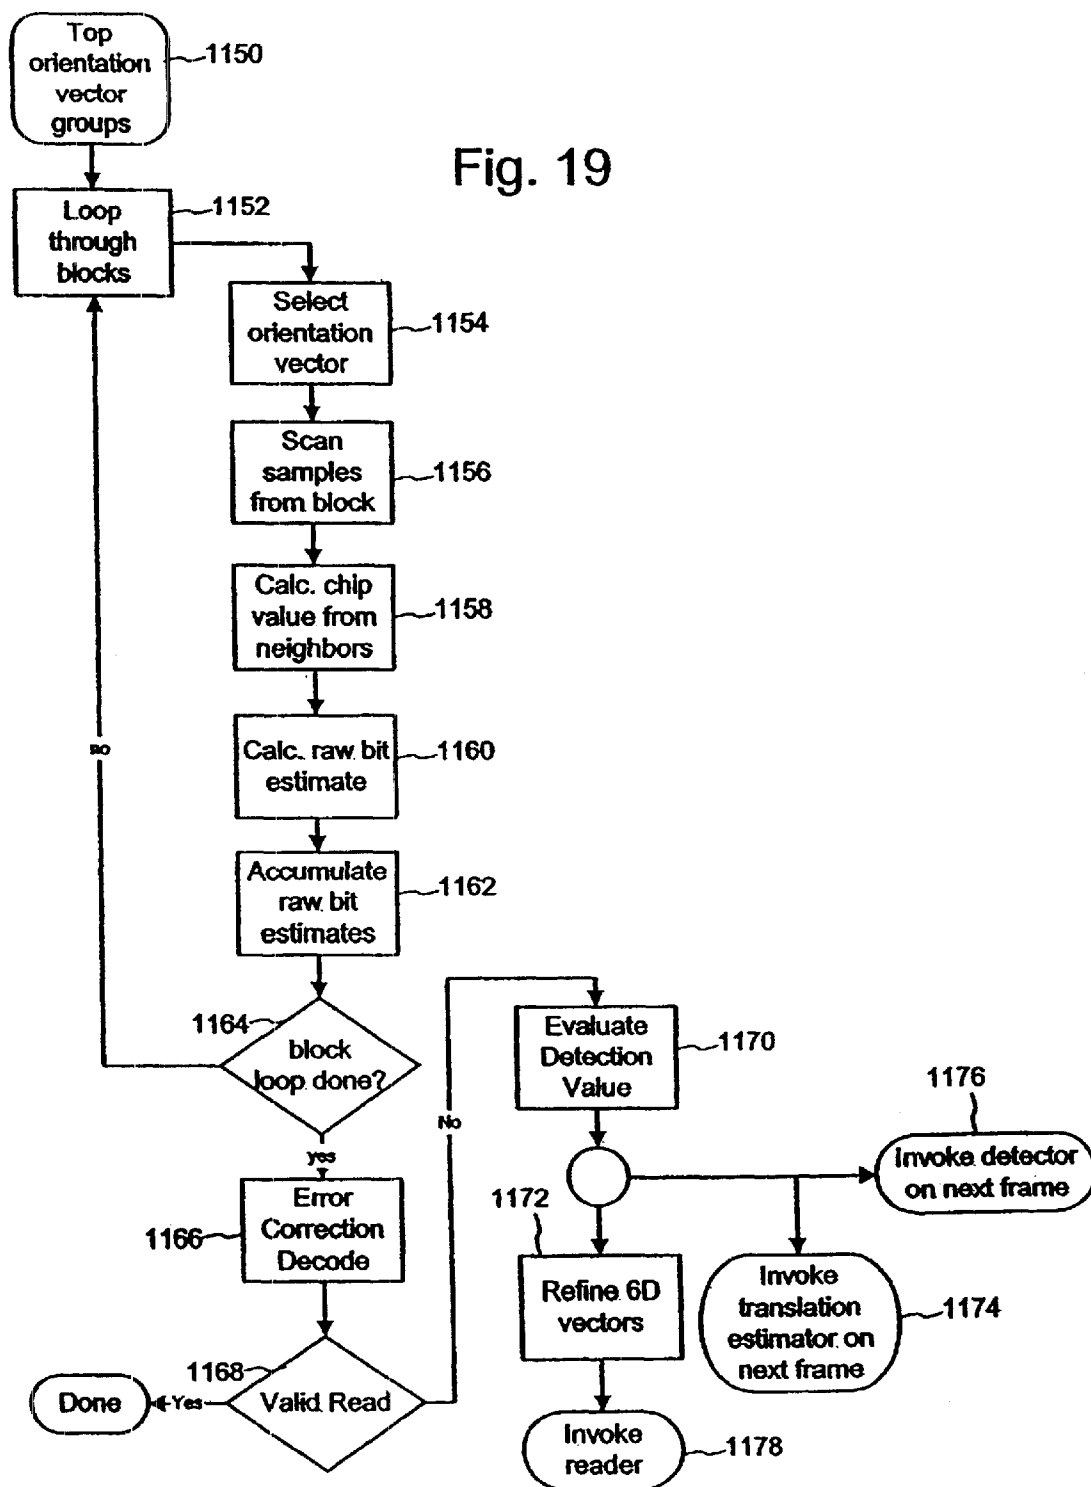 Top
orientation
vector
groups
1150
Fig. 19
Loop
through
blocks
1152
Select
orientation
vector
1154
Scan
samples
from block
1156
Calc. chip
value from
neighbors
1158
no
Calc. raw bit
estimate
1160
Accumulate
raw bit
estimates
1162
1164
block
loop done?
yes
Error
Correction
Decode
1166
1168
Valid Read
Yes
Done
No
Evaluate
Detection
Value
1170
1176
Invoke detector
on next frame
1172
Refine 6D
vectors
Invoke
translation
estimator on
next frame
1174
Invoke
reader
1178